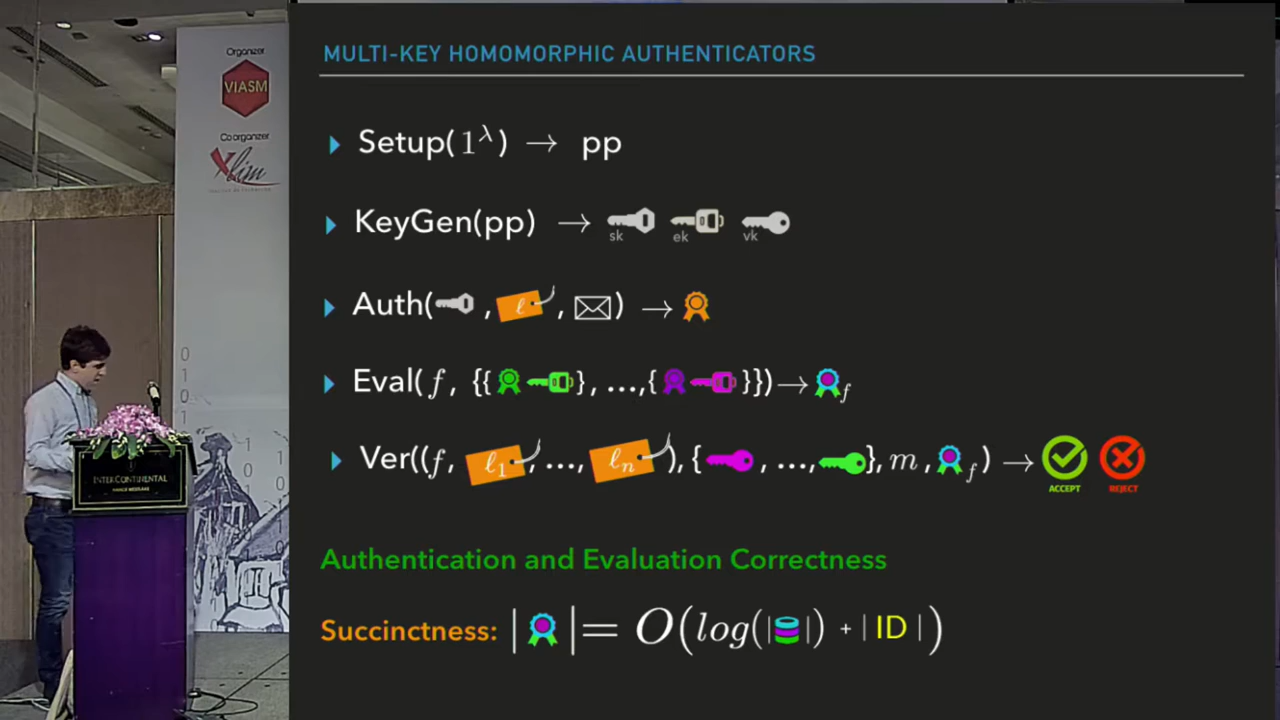 Organizer
VIASM
Co organizer
Xlim
MULTI-KEY HOMOMORPHIC AUTHENTICATORS
Setup(1^λ) → pp
KeyGen(pp) → sk ek vk
Auth( , ℓ , ) →
Eval(f, {{ }, ...,{ }}) → f
Ver((f, ℓ1, ..., ℓn), { , ..., }, m , f) → ACCEPT REJECT
Authentication and Evaluation Correctness
Succinctness: | | = O(log(| |) + | ID |)
INTERCONTINENTAL